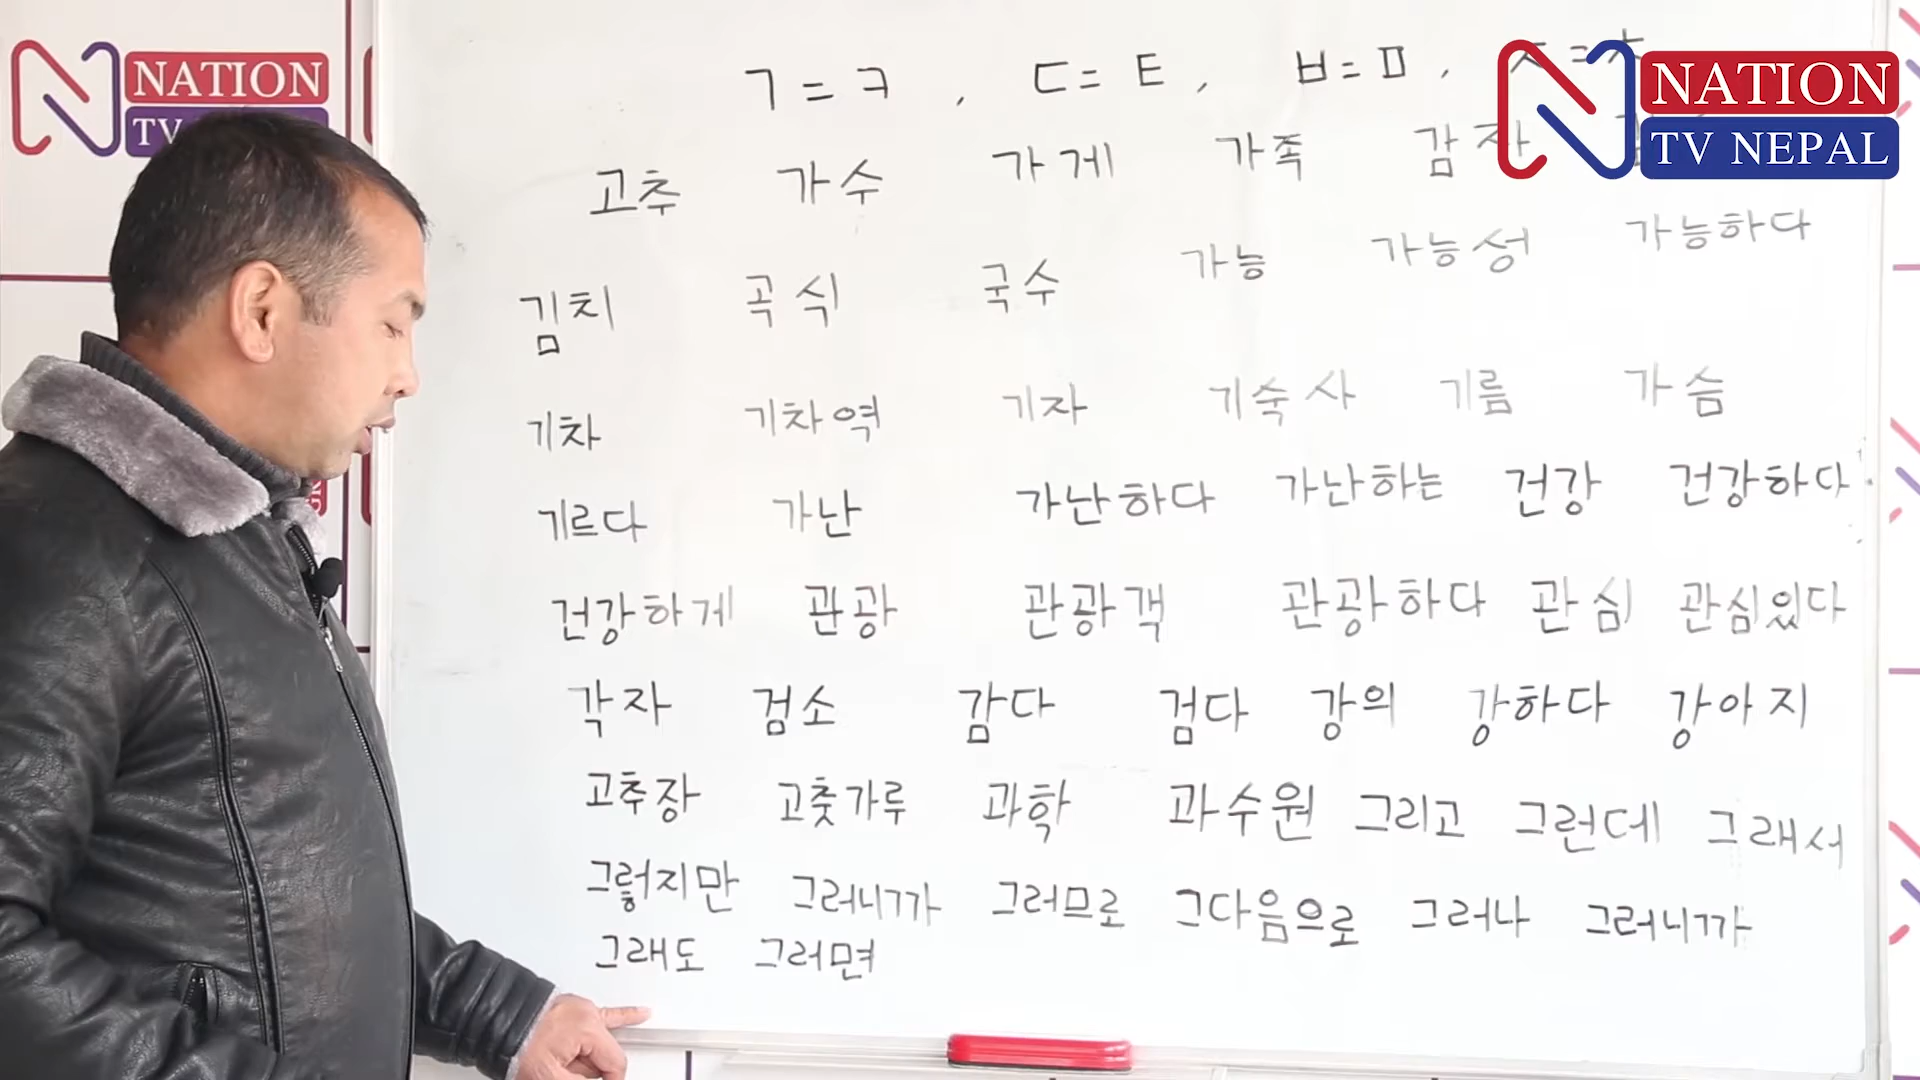 NATION
TV
NATION
TV NEPAL
ㄱ=ㅋ , ㄷ=ㅌ , ㅂ=ㅍ , ㅈ=ㅊ
고추 가수 가게 가족 감자
김치 곡식 국수 가능 가능성 가능하다
기차 기차역 기자 기숙사 기름 가슴
기르다 가난 가난하다 가난하는 건강 건강하다
건강하게 관광 관광객 관광하다 관심 관심있다
각자 검소 감다 검다 강의 강하다 강아지
고추장 고춧가루 과학 과수원 그리고 그런데 그래서
그렇지만 그러니까 그러므로 그다음으로 그러나 그러니까
그래도 그러면